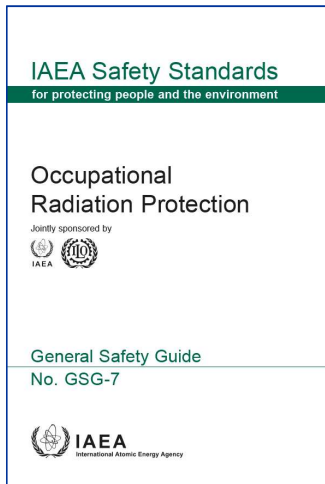 IAEA Safety Standards
for protecting people and the environment
Occupational
Radiation Protection
Jointly sponsored by
IAEA
ILO
General Safety Guide
No. GSG-7
IAEA
International Atomic Energy Agency